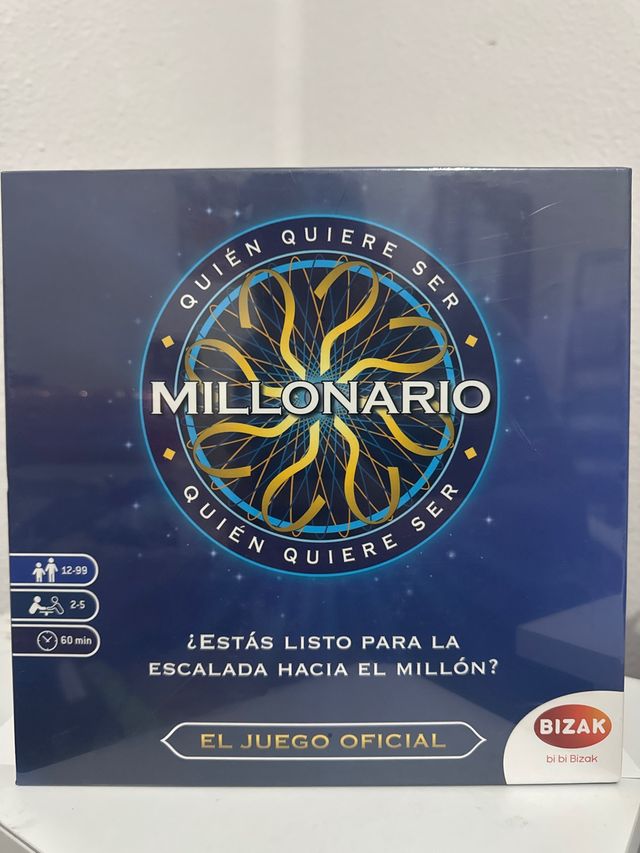 QUIÉN QUIERE SER
MILLONARIO
QUIÉN QUIERE SER
12-99
2-5
60 min
¿ESTÁS LISTO PARA LA
ESCALADA HACIA EL MILLÓN?
EL JUEGO OFICIAL
BIZAK
bi bi Bizak